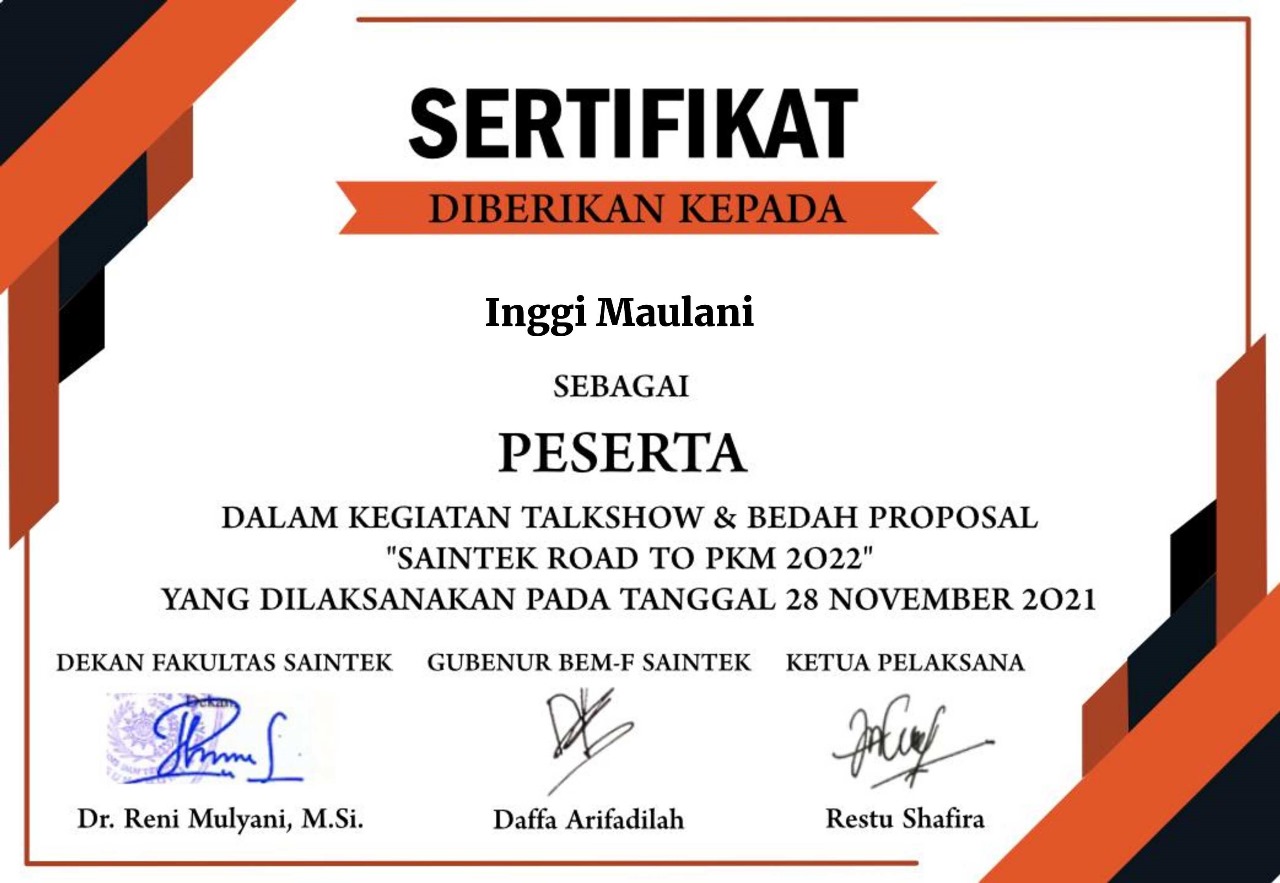 SERTIFIKAT
DIBERIKAN KEPADA
Inggi Maulani
SEBAGAI
PESERTA
DALAM KEGIATAN TALKSHOW & BEDAH PROPOSAL
"SAINTEK ROAD TO PKM 2022"
YANG DILAKSANAKAN PADA TANGGAL 28 NOVEMBER 2021
DEKAN FAKULTAS SAINTEK GUBENUR BEM-F SAINTEK KETUA PELAKSANA
Dekan,
Dr. Reni Mulyani, M.Si. Daffa Arifadilah Restu Shafira